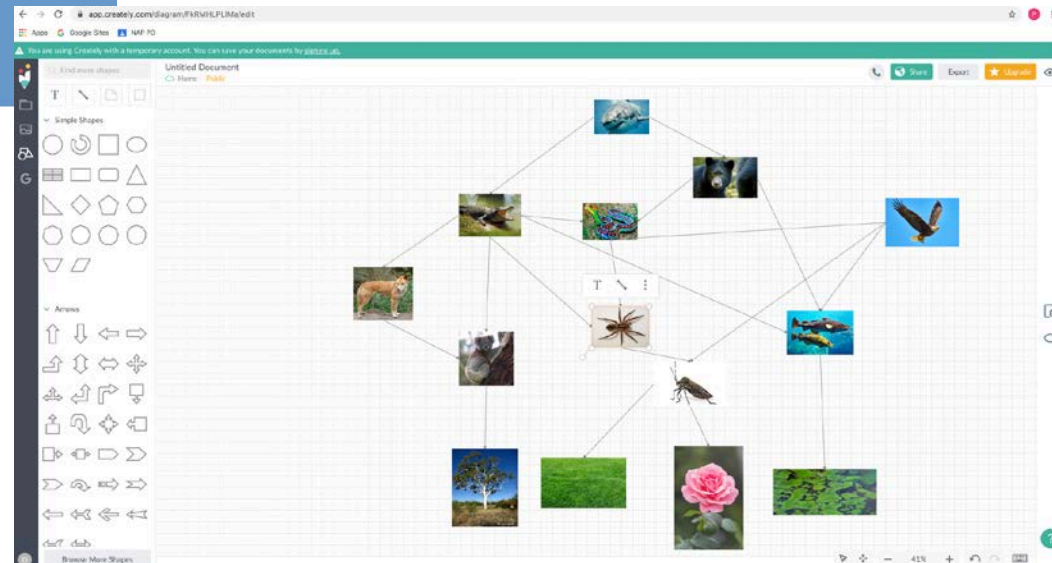 app.creately.com/diagram/FkRWHLPLlMa/edit
Apps Google Sites NAP FO
You are using Creately with a temporary account. You can save your documents by signing up.
Find more shapes
Untitled Document
Home Public
Share Export Upgrade
T
Simple Shapes
G
T
Arrows
Browse More Shapes
41%